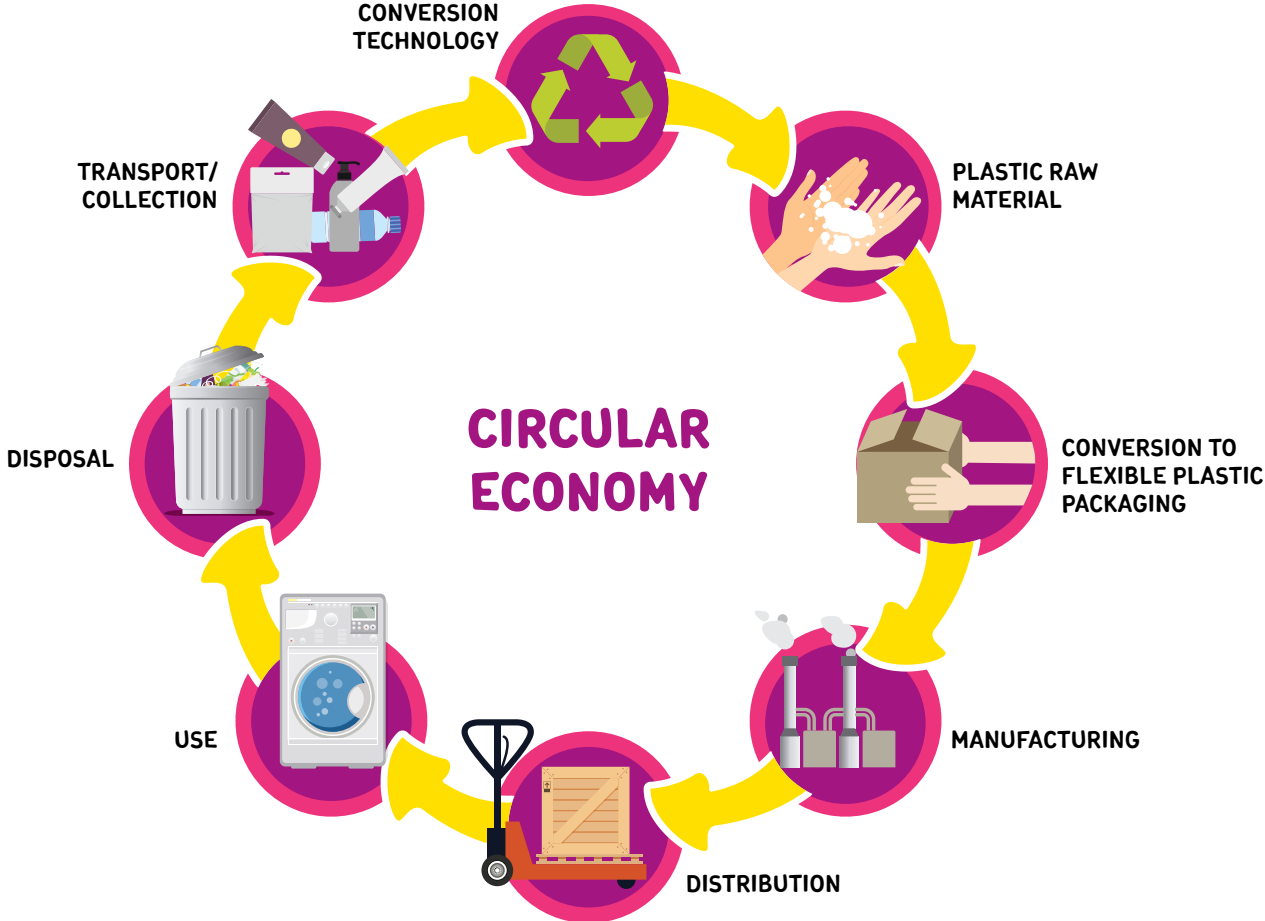 CONVERSION
TECHNOLOGY
PLASTIC RAW
MATERIAL
CONVERSION TO
FLEXIBLE PLASTIC
PACKAGING
MANUFACTURING
DISTRIBUTION
USE
DISPOSAL
TRANSPORT/
COLLECTION
CIRCULAR
ECONOMY